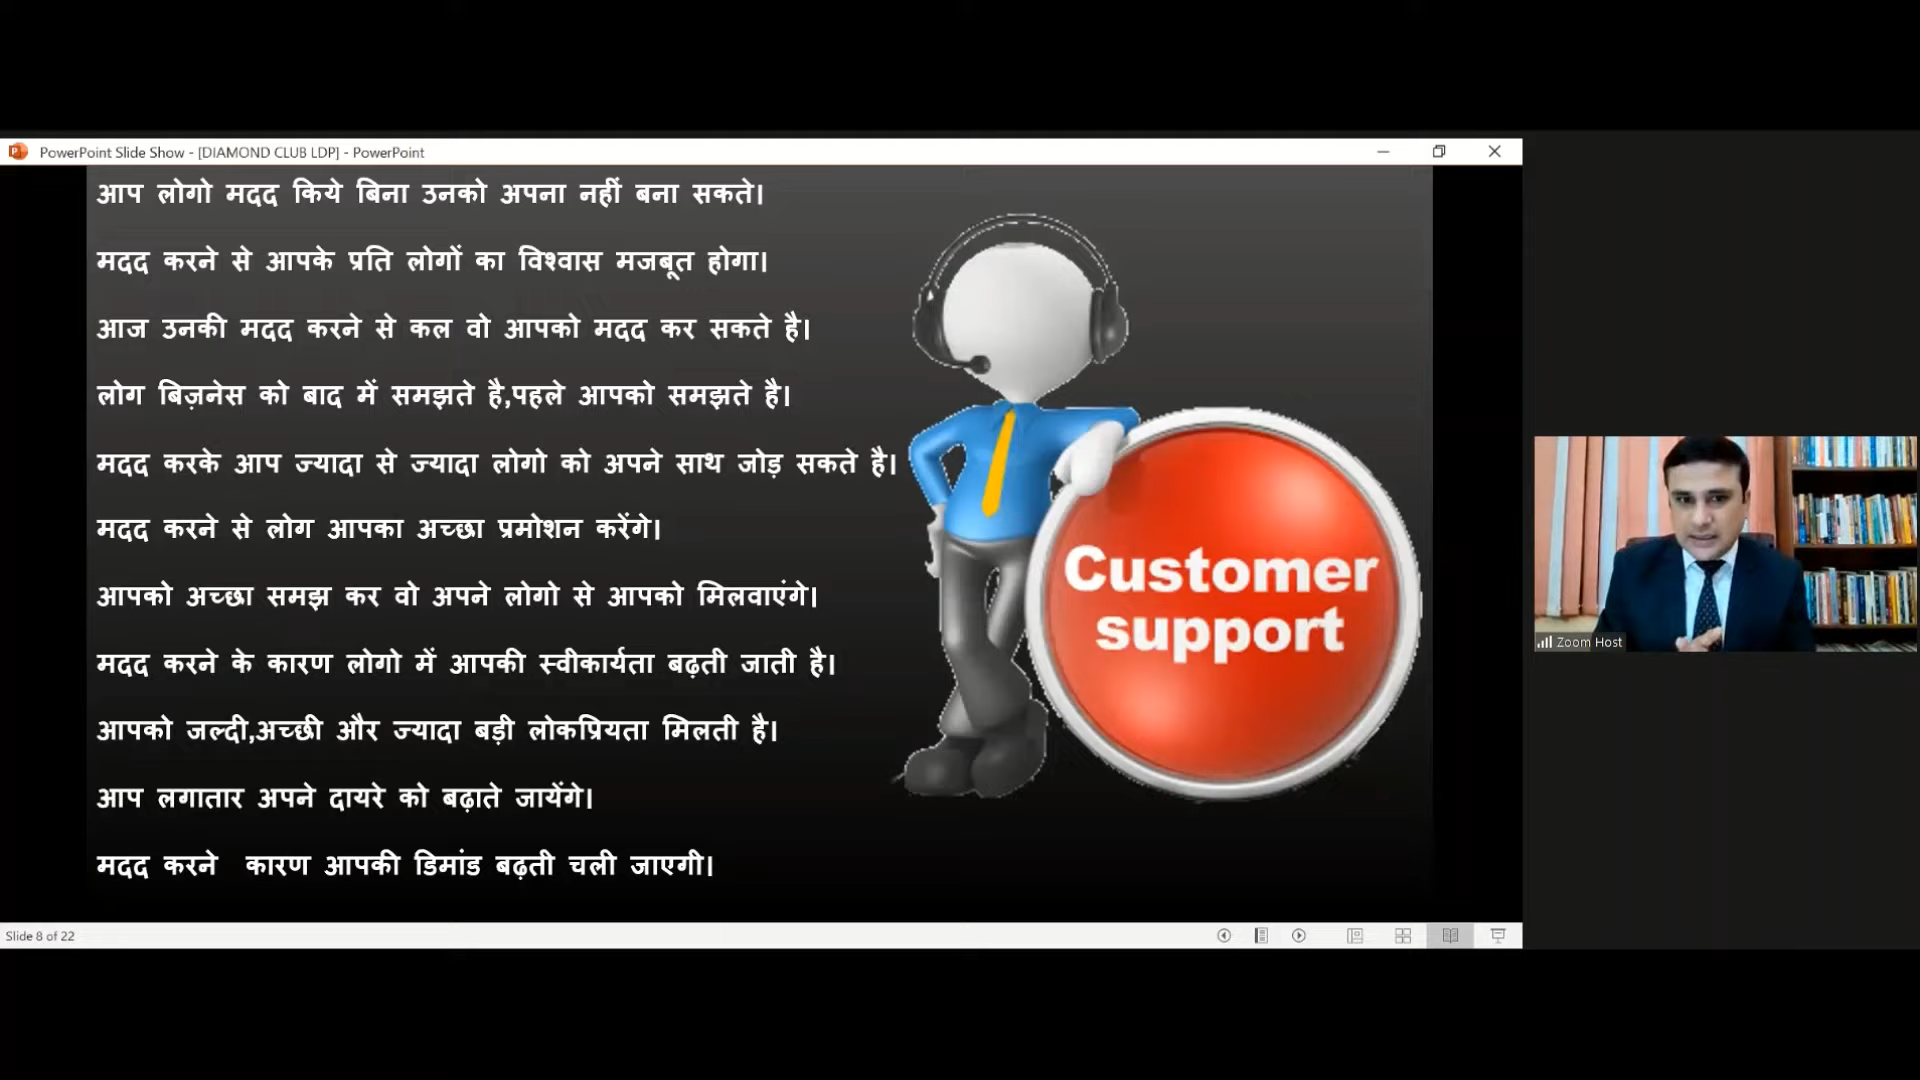 PowerPoint Slide Show - [DIAMOND CLUB LDP] - PowerPoint
आप लोगो मदद किये बिना उनको अपना नहीं बना सकते।
मदद करने से आपके प्रति लोगों का विश्वास मजबूत होगा।
आज उनकी मदद करने से कल वो आपको मदद कर सकते है।
लोग बिज़नेस को बाद में समझते है,पहले आपको समझते है।
मदद करके आप ज्यादा से ज्यादा लोगो को अपने साथ जोड़ सकते है।
मदद करने से लोग आपका अच्छा प्रमोशन करेंगे।
आपको अच्छा समझ कर वो अपने लोगो से आपको मिलवाएंगे।
मदद करने के कारण लोगो में आपकी स्वीकार्यता बढ़ती जाती है।
आपको जल्दी,अच्छी और ज्यादा बड़ी लोकप्रियता मिलती है।
आप लगातार अपने दायरे को बढ़ाते जायेंगे।
मदद करने कारण आपकी डिमांड बढ़ती चली जाएगी।
Customer
support
Zoom Host
Slide 8 of 22